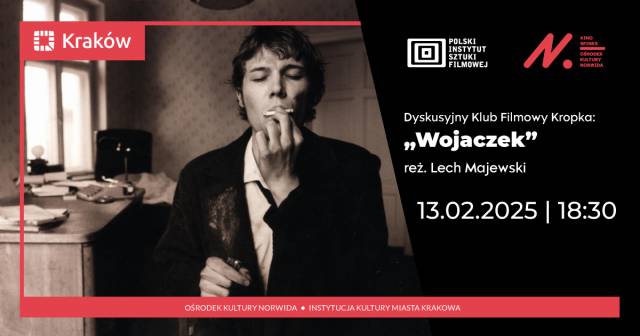 Kraków
POLSKI
INSTYTUT
SZTUKI
FILMOWEJ
KINO
SFINKS
OŚRODEK
KULTURY
NORWIDA
Dyskusyjny Klub Filmowy Kropka:
„Wojaczek”
reż. Lech Majewski
13.02.2025 | 18:30
OŚRODEK KULTURY NORWIDA ● INSTYTUCJA KULTURY MIASTA KRAKOWA